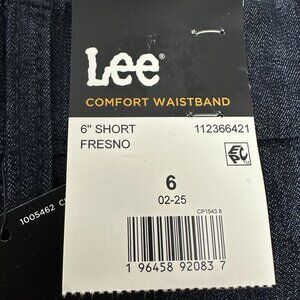 Lee®
COMFORT WAISTBAND
6" SHORT 112366421
FRESNO
6
02-25
CP1543.8
1 96458 92083 7
1005462